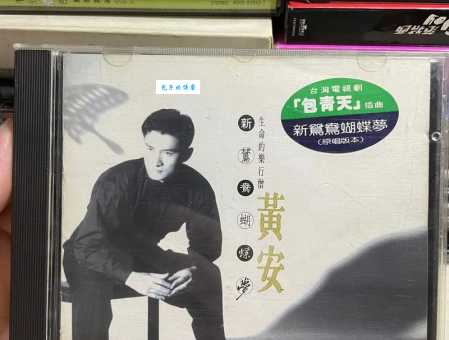 台灣電視劇
「包青天」插曲
新鴛鴦蝴蝶夢
(原唱版本)
生命的樂行僧
新鴛鴦蝴蝶夢
黃安